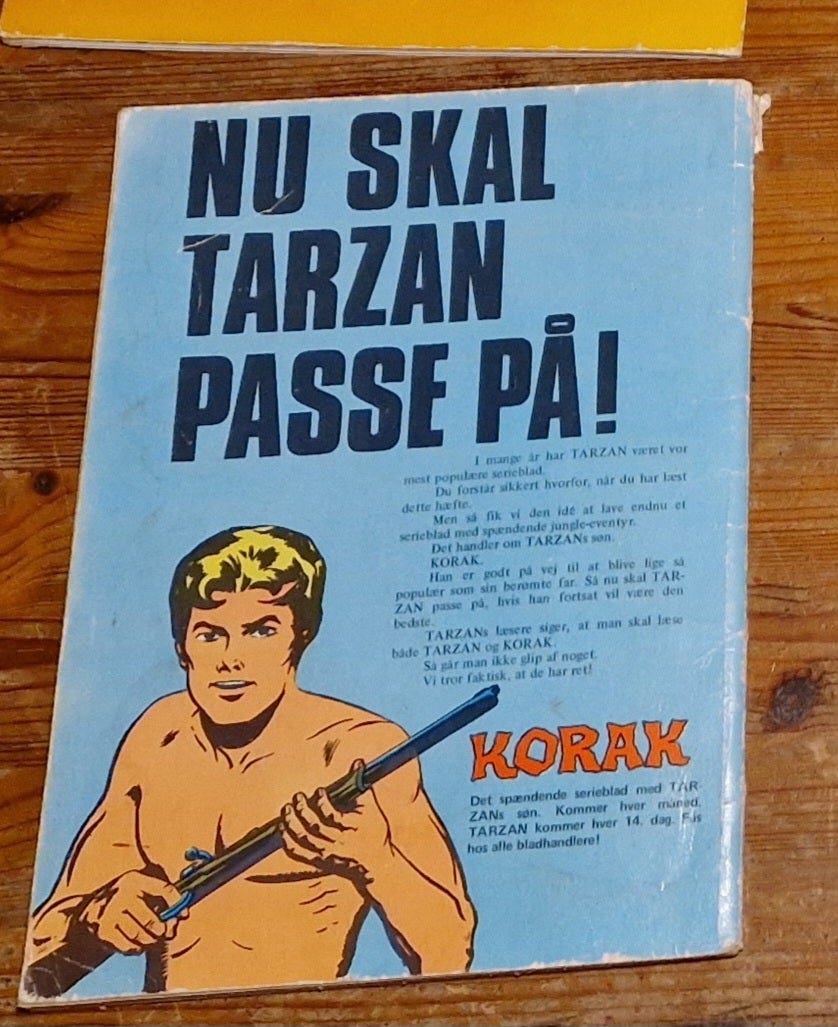 NU SKAL
TARZAN
PASSE PÅ!
I mange år har TARZAN været vor
mest populære serieblad.
Du forstår sikkert hvorfor, når du har læst
dette hæfte.
Men så fik vi den idé at lave endnu et
serieblad med spændende jungle-eventyr.
Det handler om TARZANs søn.
KORAK.
Han er godt på vej til at blive lige så
populær som sin berømte far. Så nu skal TAR-
ZAN passe på, hvis han fortsat vil være den
bedste.
TARZANs læsere siger, at man skal læse
både TARZAN og KORAK.
Så går man ikke glip af noget.
Vi tror faktisk, at de har ret!
KORAK
Det spændende serieblad med TAR
ZANs søn. Kommer hver måned.
TARZAN kommer hver 14. dag. Fås
hos alle bladhandlere!